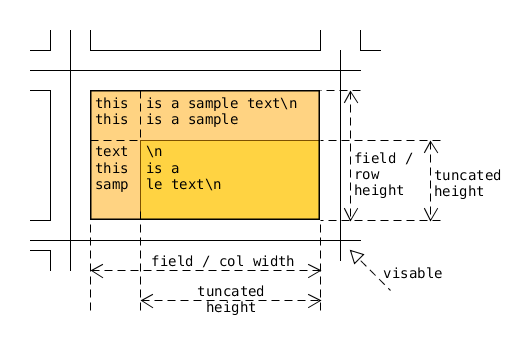 this is a sample text\n
this is a sample
text \n
this is a
samp le text\n
field /
row
height
tuncated
height
field / col width
tuncated
height
visable